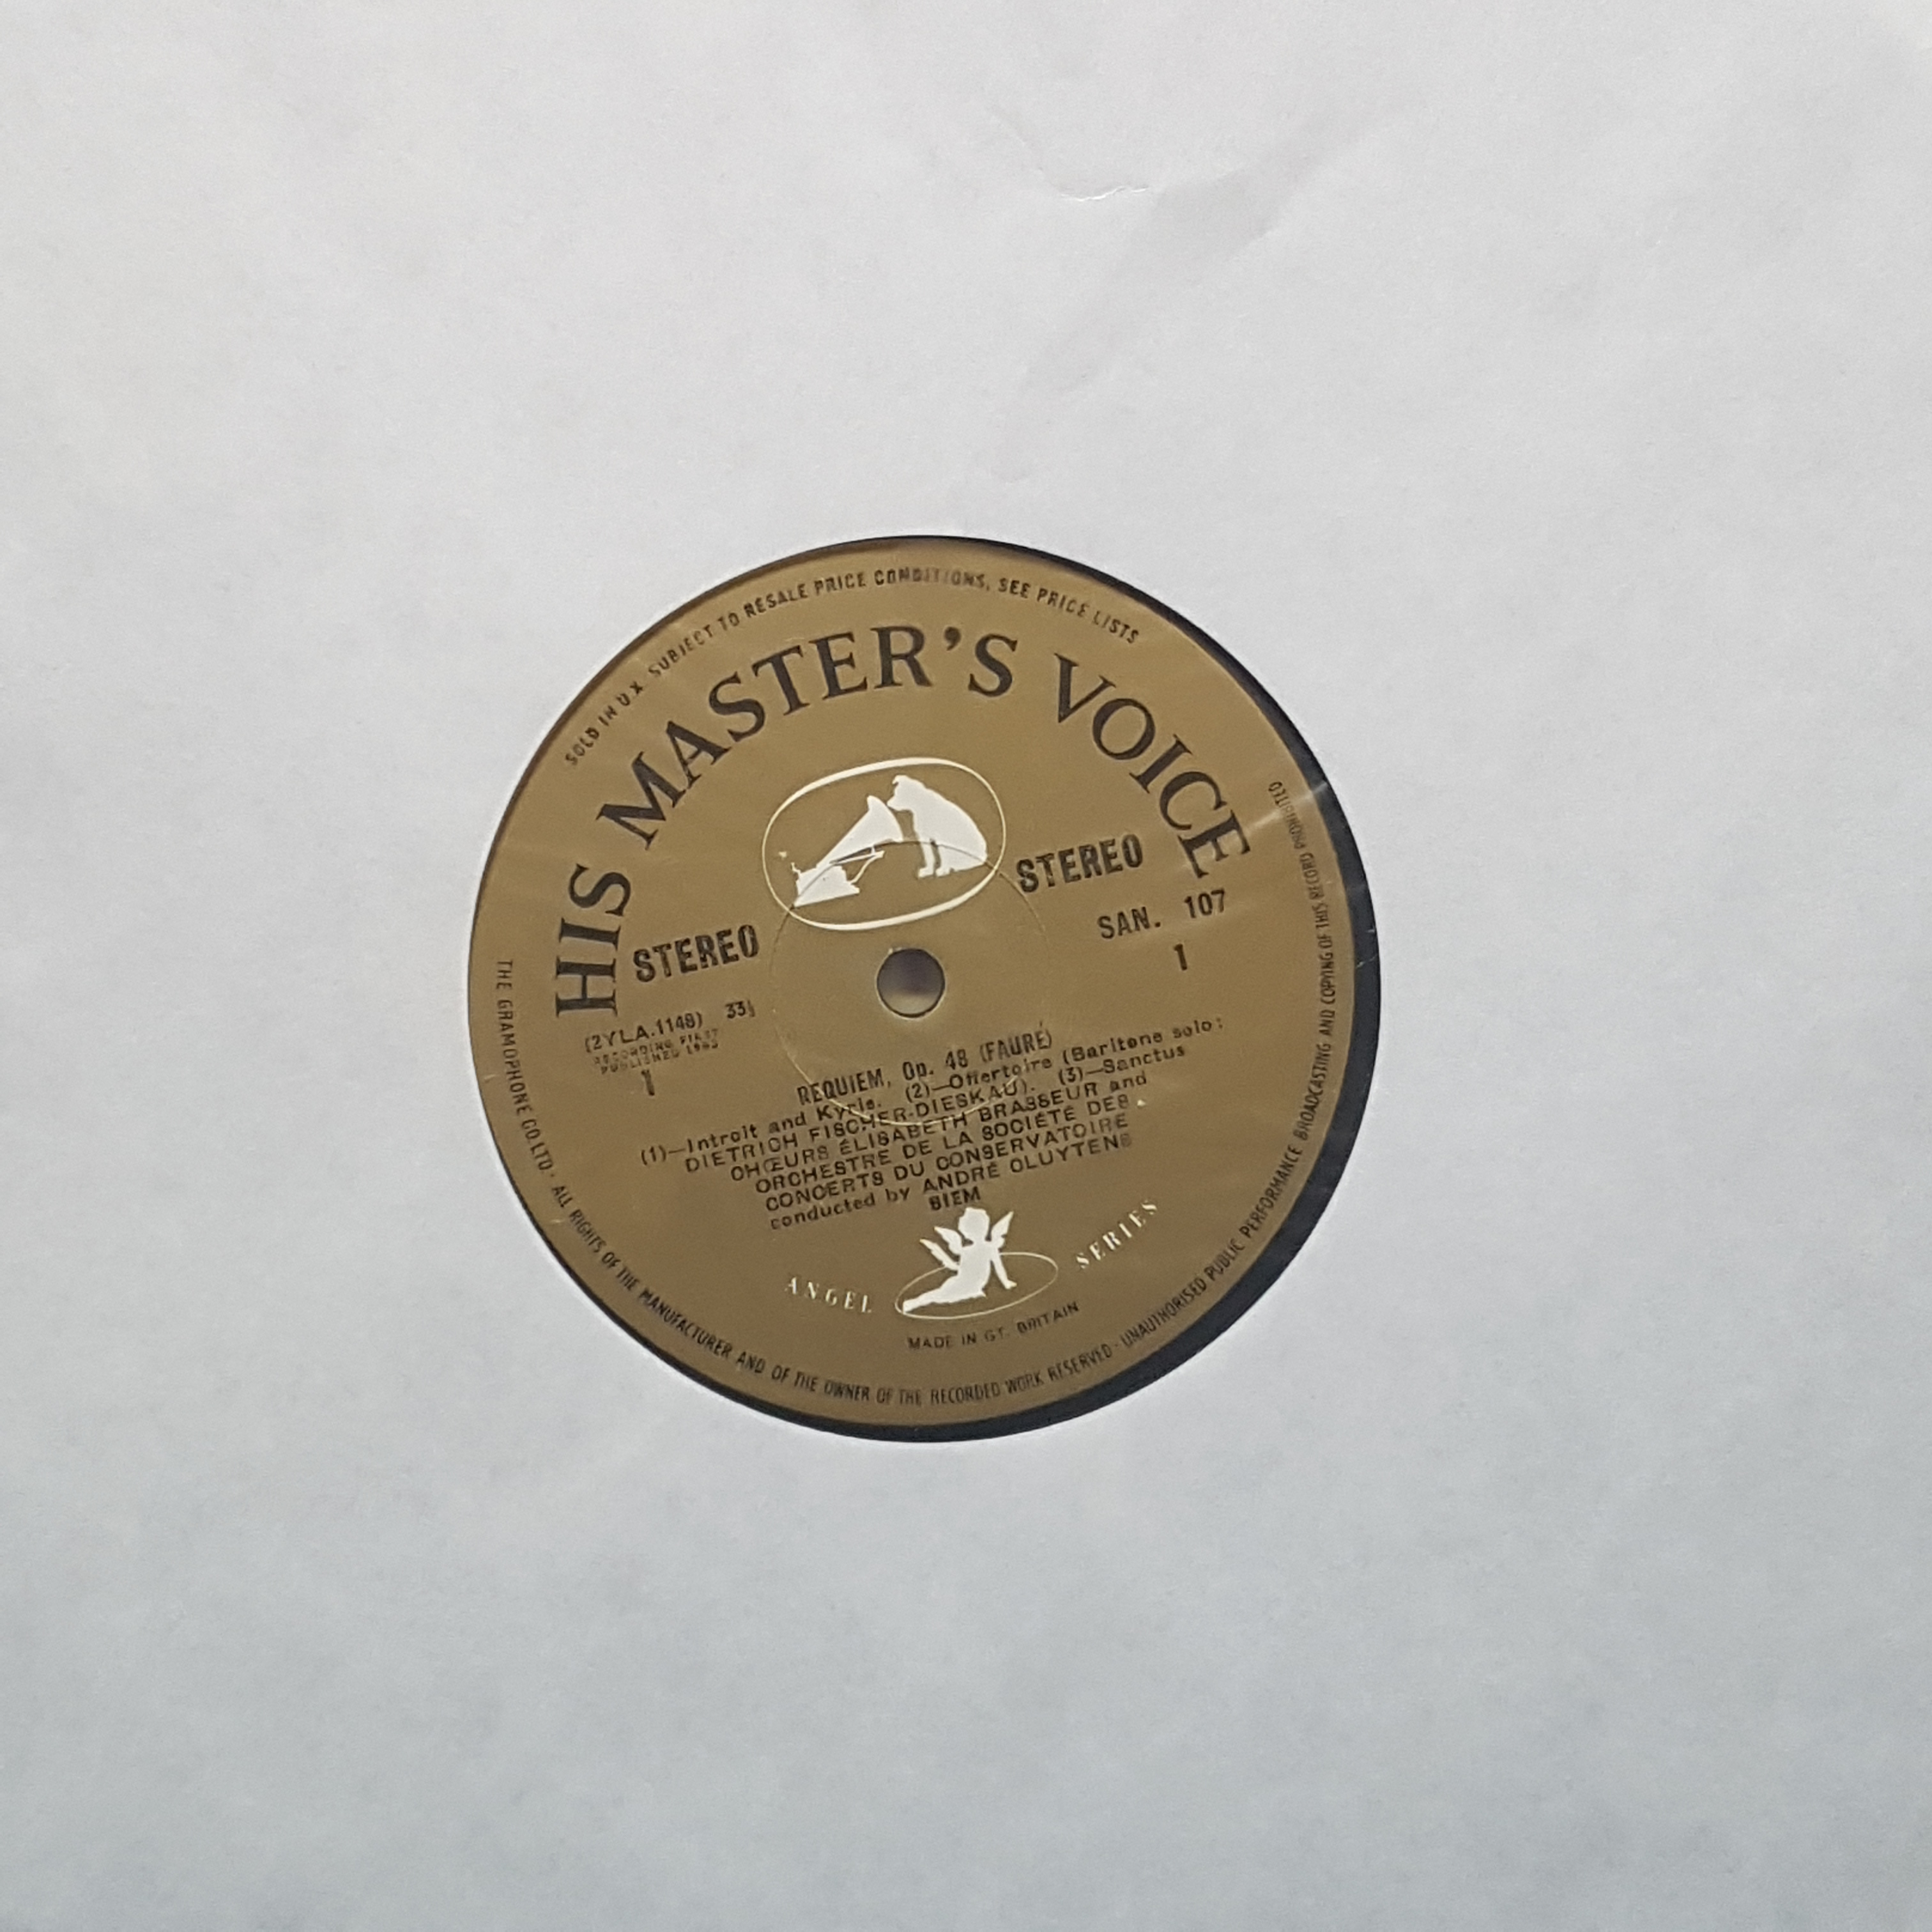 SOLD IN U.K. SUBJECT TO RESALE PRICE CONDITIONS, SEE PRICE LISTS
HIS MASTER'S VOICE
STEREO
STEREO
SAN. 107
1
(2YLA.1148) 33⅓
RECORDING FIRST
PUBLISHED 1963
1
REQUIEM, Op. 48 (FAURÉ)
(1)—Introit and Kyrie. (2)—Offertoire (Baritone solo:
DIETRICH FISCHER-DIESKAU). (3)—Sanctus
CHŒURS ÉLISABETH BRASSEUR and
ORCHESTRE DE LA SOCIÉTÉ DES
CONCERTS DU CONSERVATOIRE
conducted by ANDRÉ CLUYTENS
BIEM
ANGEL SERIES
MADE IN GT. BRITAIN
THE GRAMOPHONE CO. LTD · ALL RIGHTS OF THE MANUFACTURER AND OF THE OWNER OF THE RECORDED WORK RESERVED · UNAUTHORISED PUBLIC PERFORMANCE BROADCASTING AND COPYING OF THIS RECORD PROHIBITED